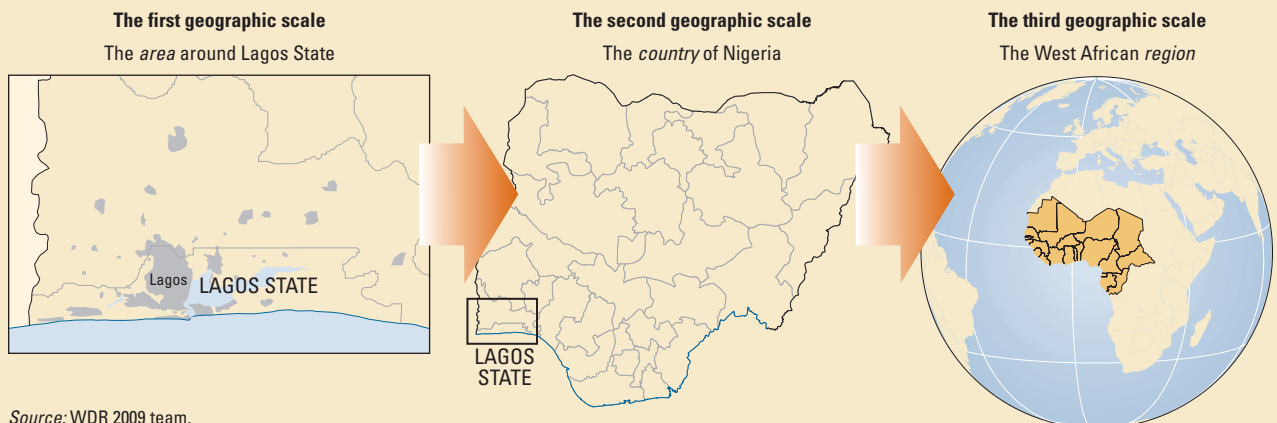 The first geographic scale
The area around Lagos State
Lagos
LAGOS STATE
The second geographic scale
The country of Nigeria
LAGOS
STATE
The third geographic scale
The West African region
Source: WDR 2009 team.